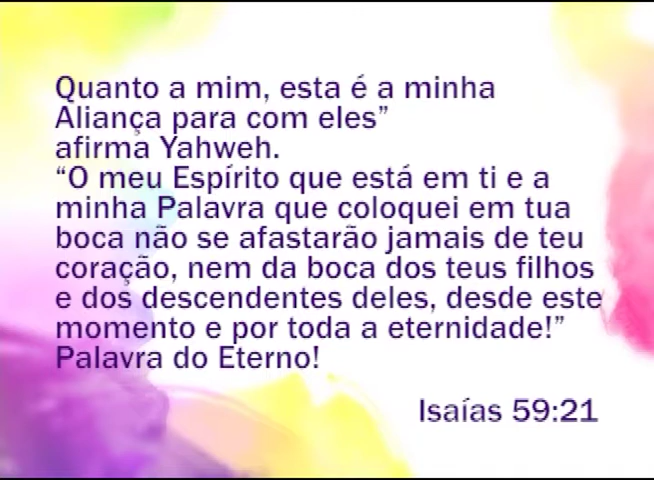 Quanto a mim, esta é a minha
Aliança para com eles”
afirma Yahweh.
“O meu Espírito que está em ti e a
minha Palavra que coloquei em tua
boca não se afastarão jamais de teu
coração, nem da boca dos teus filhos
e dos descendentes deles, desde este
momento e por toda a eternidade!”
Palavra do Eterno!
Isaías 59:21